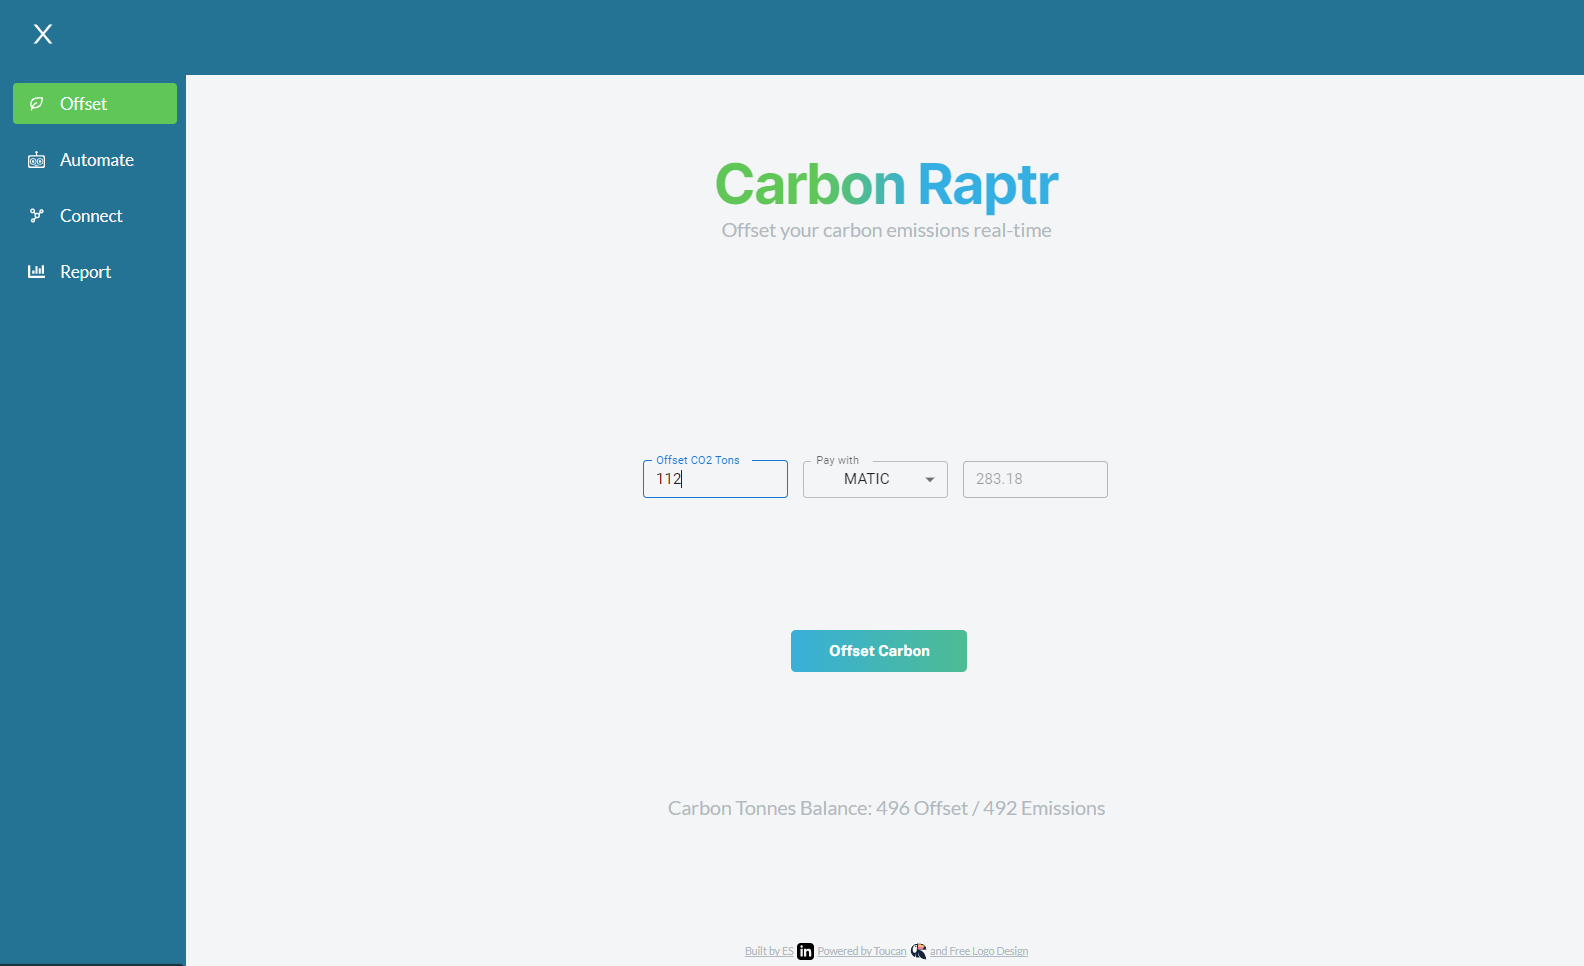 X
Offset
Automate
Connect
Report
Carbon Raptr
Offset your carbon emissions real-time
Offset CO2 Tons
112
Pay with
MATIC
283.18
Offset Carbon
Carbon Tonnes Balance: 496 Offset / 492 Emissions
Built by ES in Powered by Toucan and Free Logo Design